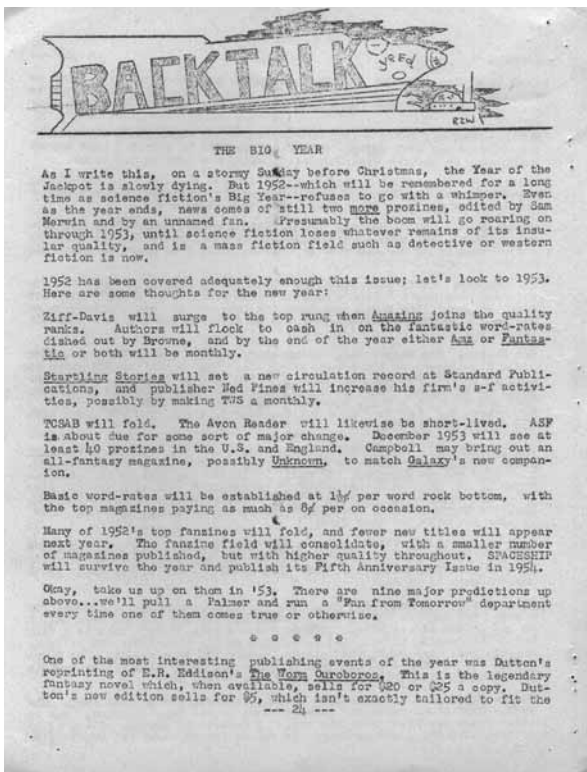 BACKTALK
THE BIG YEAR
As I write this, on a stormy Sunday before Christmas, the Year of the
Jackpot is slowly dying. But 1952--which will be remembered for a long
time as science fiction's Big Year--refuses to go with a whimper. Even
as the year ends, news comes of still two more prozines, edited by Sam
Merwin and by an unnamed fan. Presumably the boom will go roaring on
through 1953, until science fiction loses whatever remains of its insu-
lar quality, and is a mass fiction field such as detective or western
fiction is now.
1952 has been covered adequately enough this issue; let's look to 1953.
Here are some thoughts for the new year:
Ziff-Davis will surge to the top rung when Amazing joins the quality
ranks. Authors will flock to cash in on the fantastic word-rates
dished out by Browne, and by the end of the year either Amz or Fantas-
tic or both will be monthly.
Startling Stories will set a new circulation record at Standard Publi-
cations, and publisher Ned Pines will increase his firm's s-f activi-
ties, possibly by making TWS a monthly.
TCSAB will fold. The Avon Reader will likewise be short-lived. ASF
is about due for some sort of major change. December 1953 will see at
least 40 prozines in the U.S. and England. Campbell may bring out an
all-fantasy magazine, possibly Unknown, to match Galaxy's new compan-
ion.
Basic word-rates will be established at 1½¢ per word rock bottom, with
the top magazines paying as much as 8¢ per on occasion.
Many of 1952's top fanzines will fold, and fewer new titles will appear
next year. The fanzine field will consolidate, with a smaller number
of magazines published, but with higher quality throughout. SPACESHIP
will survive the year and publish its Fifth Anniversary Issue in 1954.
Okay, take us up on them in '53. There are nine major predictions up
above...we'll pull a Palmer and run a "Fan from Tomorrow" department
every time one of them comes true or otherwise.
One of the most interesting publishing events of the year was Dutton's
reprinting of E.R. Eddison's The Worm Ouroboros. This is the legendary
fantasy novel which, when available, sells for $20 or $25 a copy. Dut-
ton's new edition sells for $5, which isn't exactly tailored to fit the
--- 24 ---